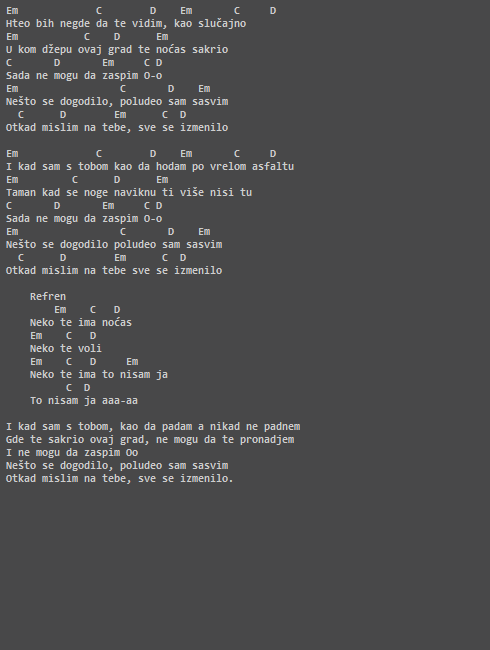 Em             C        D    Em       C     D
Hteo bih negde da te vidim, kao slučajno
Em           C    D      Em
U kom džepu ovaj grad te noćas sakrio
C       D       Em     C D
Sada ne mogu da zaspim O-o
Em                 C       D    Em
Nešto se dogodilo, poludeo sam sasvim
  C      D        Em      C  D
Otkad mislim na tebe, sve se izmenilo

Em             C        D    Em       C     D
I kad sam s tobom kao da hodam po vrelom asfaltu
Em         C      D      Em
Taman kad se noge naviknu ti više nisi tu
C       D       Em     C D
Sada ne mogu da zaspim O-o
Em                 C       D    Em
Nešto se dogodilo poludeo sam sasvim
  C      D        Em      C  D
Otkad mislim na tebe sve se izmenilo

    Refren
        Em    C   D
    Neko te ima noćas
    Em    C   D
    Neko te voli
    Em    C   D     Em
    Neko te ima to nisam ja
          C  D
    To nisam ja aaa-aa

I kad sam s tobom, kao da padam a nikad ne padnem
Gde te sakrio ovaj grad, ne mogu da te pronadjem
I ne mogu da zaspim Oo
Nešto se dogodilo, poludeo sam sasvim
Otkad mislim na tebe, sve se izmenilo.